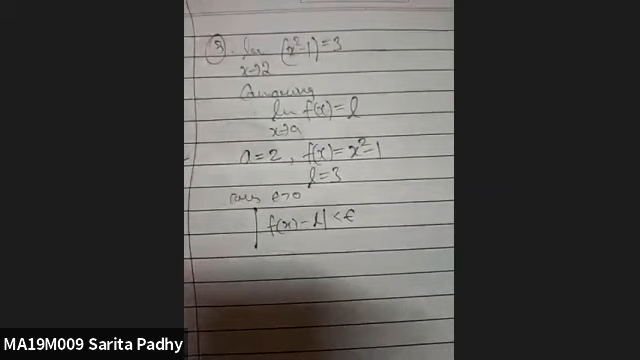 3. lim (x²-1) = 3
x→2
Comparing
lim f(x) = l
x→a
a = 2, f(x) = x²-1
l = 3
ε>0
|f(x) - l| < ε
MA19M009 Sarita Padhy